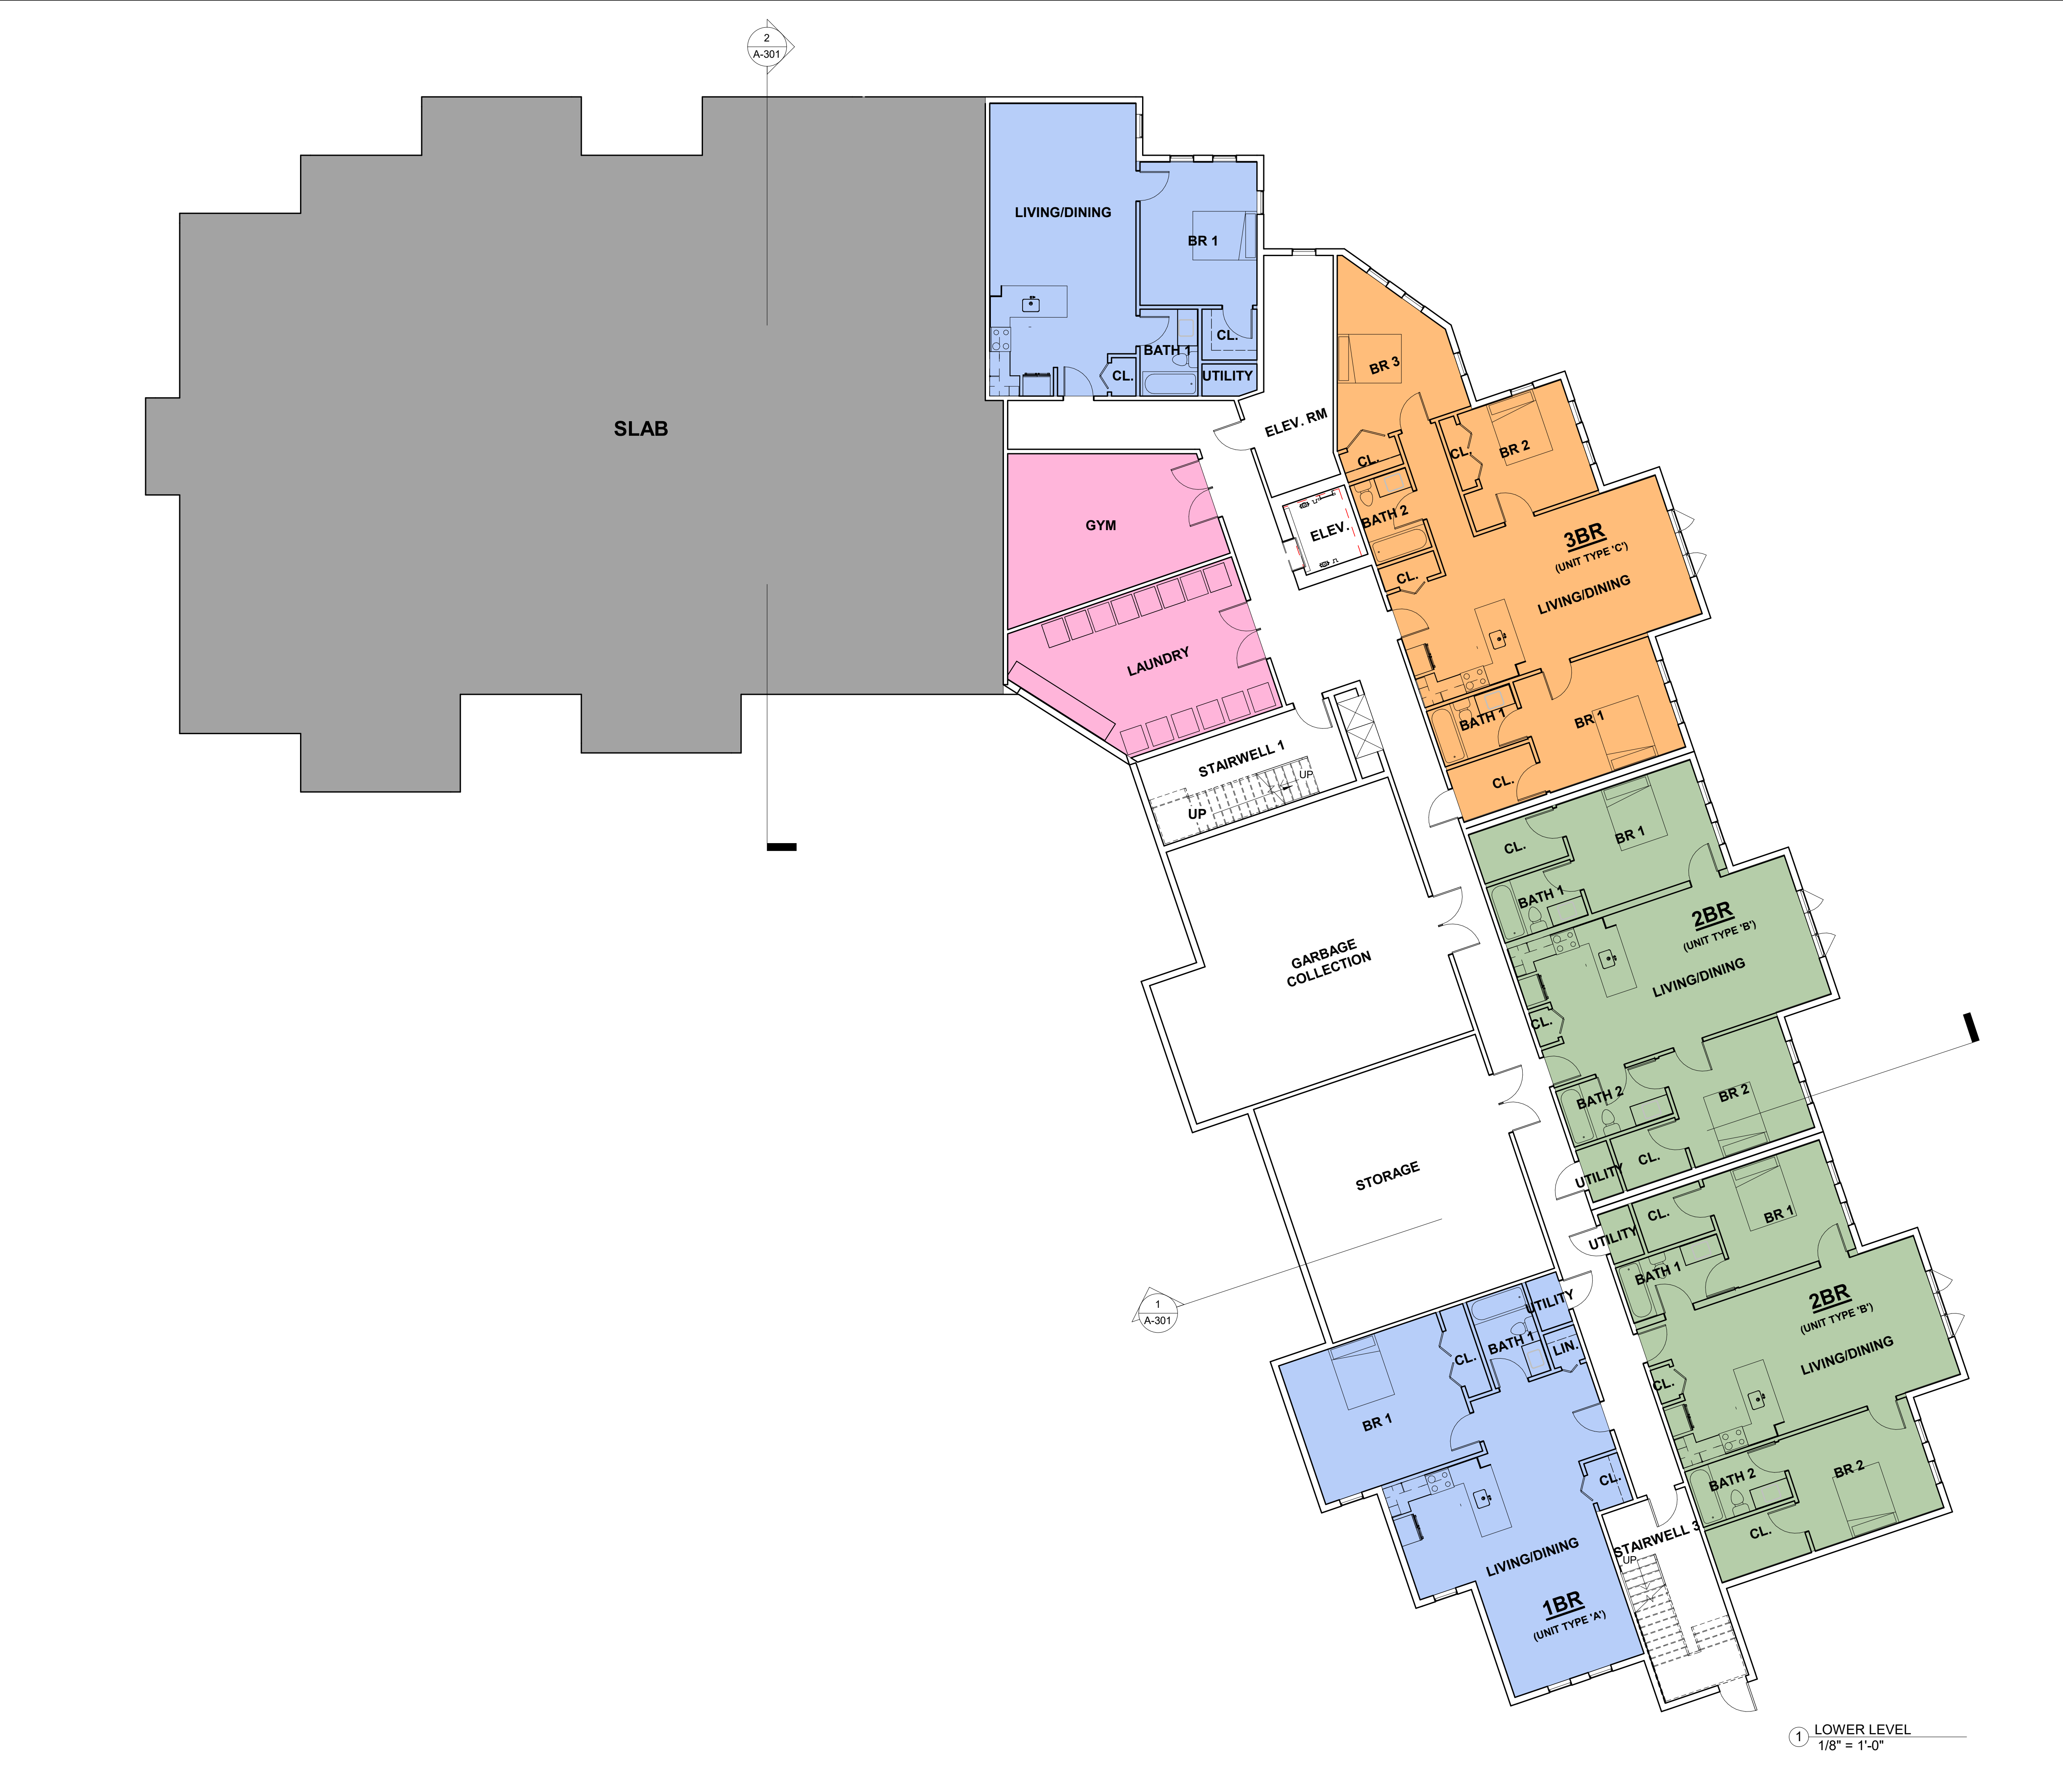 2
A-301
LIVING/DINING
BR 1
CL.
BATH 1
CL.
UTILITY
SLAB
ELEV. RM
GYM
ELEV.
LAUNDRY
STAIRWELL 1
UP
UP
BR 3
CL.
BR 2
CL.
BATH 2
3BR
(UNIT TYPE 'C')
LIVING/DINING
CL.
BATH 1
BR 1
CL.
BR 1
CL.
BATH 1
2BR
(UNIT TYPE 'B')
LIVING/DINING
CL.
BATH 2
BR 2
CL.
UTILITY
GARBAGE
COLLECTION
STORAGE
1
A-301
UTILITY
CL.
BR 1
BATH 1
2BR
(UNIT TYPE 'B')
LIVING/DINING
CL.
BATH 2
BR 2
CL.
UTILITY
BATH 1
LIN.
CL.
BR 1
CL.
LIVING/DINING
1BR
(UNIT TYPE 'A')
STAIRWELL 3
UP
1
LOWER LEVEL
1/8" = 1'-0"